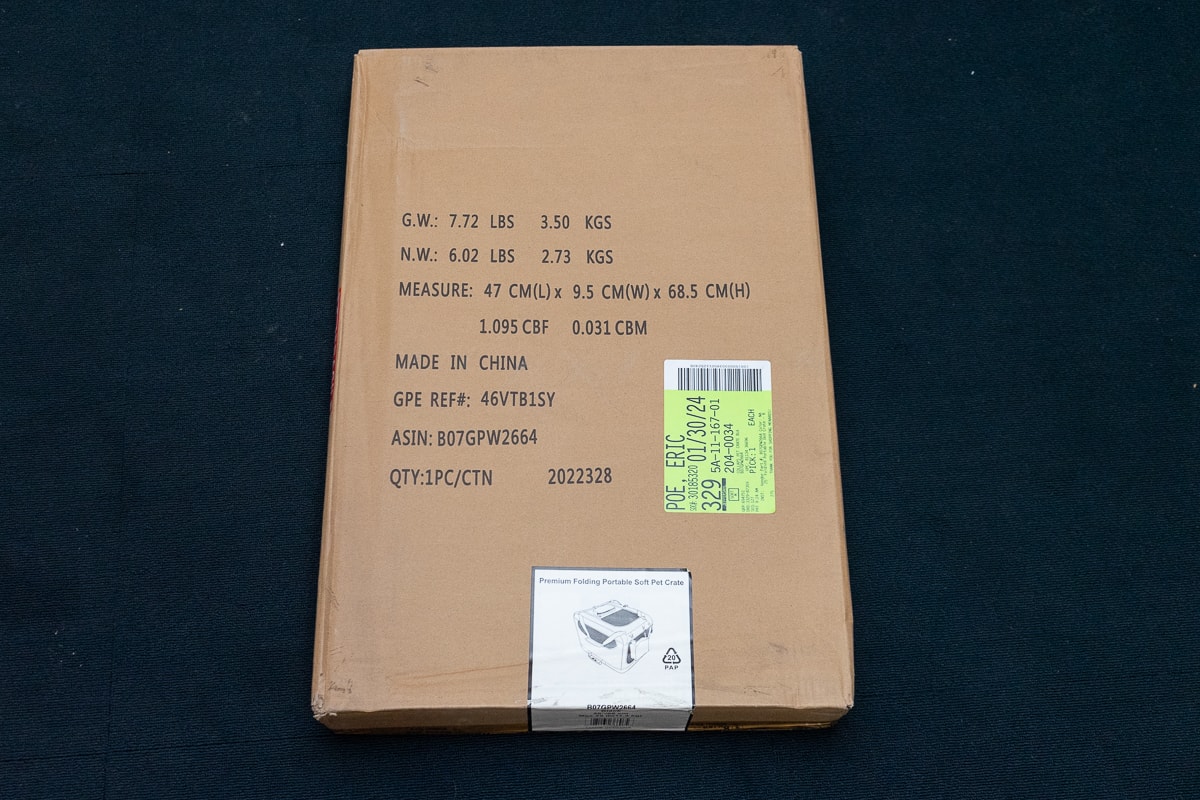 G.W.: 7.72 LBS 3.50 KGS
N.W.: 6.02 LBS 2.73 KGS
MEASURE: 47 CM(L) x 9.5 CM(W) x 68.5 CM(H)
1.095 CBF 0.031 CBM
MADE IN CHINA
GPE REF#: 46VTB1SY
ASIN: B07GPW2664
QTY:1PC/CTN 2022328
POE, ERIC
SO# 30185320 01/30/24
329 5A-11-167-01
204-0034
PICK: 1 EACH
Premium Folding Portable Soft Pet Crate
20
PAP
B07GPW2664